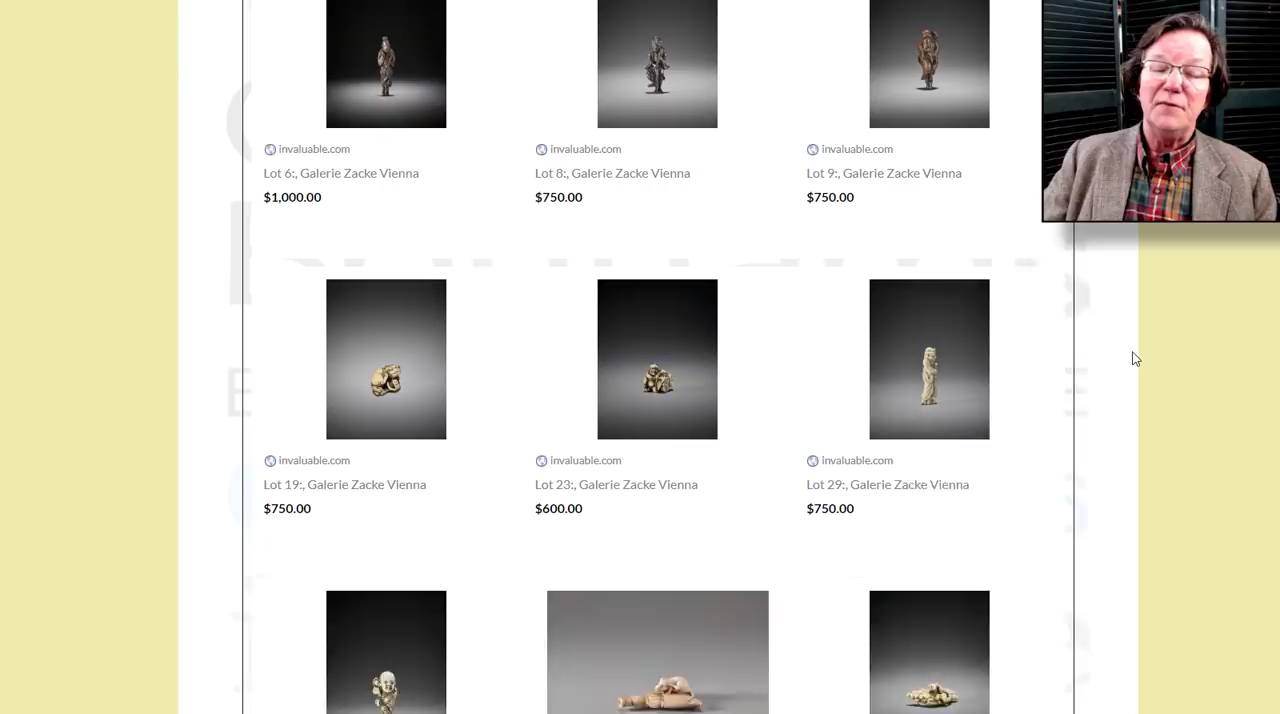 invaluable.com
Lot 6:, Galerie Zacke Vienna
$1,000.00
invaluable.com
Lot 8:, Galerie Zacke Vienna
$750.00
invaluable.com
Lot 9:, Galerie Zacke Vienna
$750.00
invaluable.com
Lot 19:, Galerie Zacke Vienna
$750.00
invaluable.com
Lot 23:, Galerie Zacke Vienna
$600.00
invaluable.com
Lot 29:, Galerie Zacke Vienna
$750.00